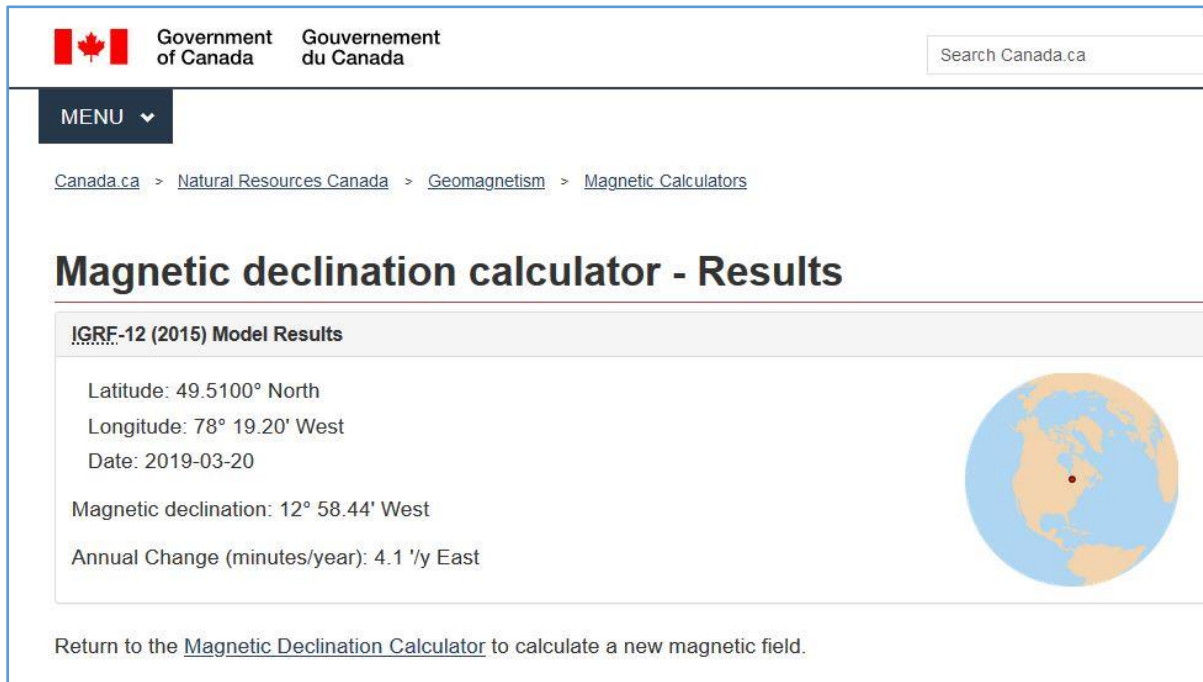 Government of Canada Gouvernement du Canada
Search Canada.ca
MENU
Canada.ca > Natural Resources Canada > Geomagnetism > Magnetic Calculators
Magnetic declination calculator - Results
IGRF-12 (2015) Model Results
Latitude: 49.5100° North
Longitude: 78° 19.20' West
Date: 2019-03-20
Magnetic declination: 12° 58.44' West
Annual Change (minutes/year): 4.1 '/y East
Return to the Magnetic Declination Calculator to calculate a new magnetic field.